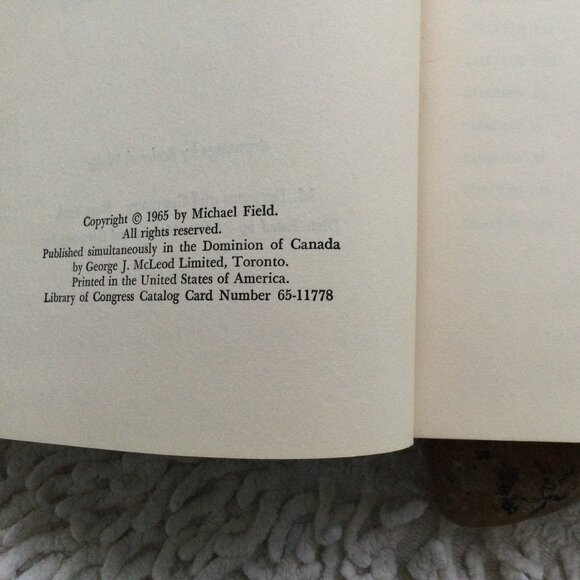 Copyright © 1965 by Michael Field.
All rights reserved.
Published simultaneously in the Dominion of Canada
by George J. McLeod Limited, Toronto.
Printed in the United States of America.
Library of Congress Catalog Card Number 65-11778